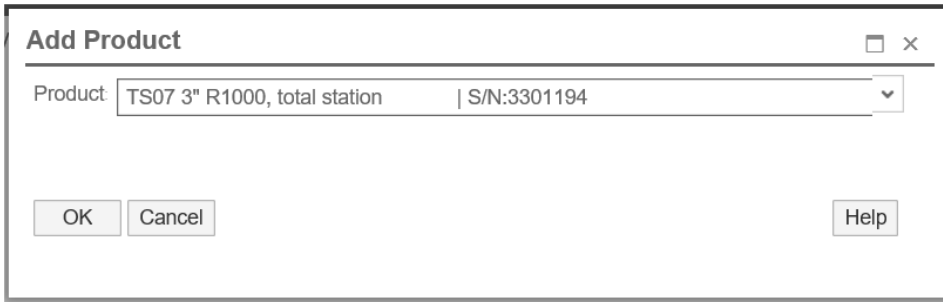 Add Product
Product: TS07 3" R1000, total station | S/N:3301194
OK Cancel Help